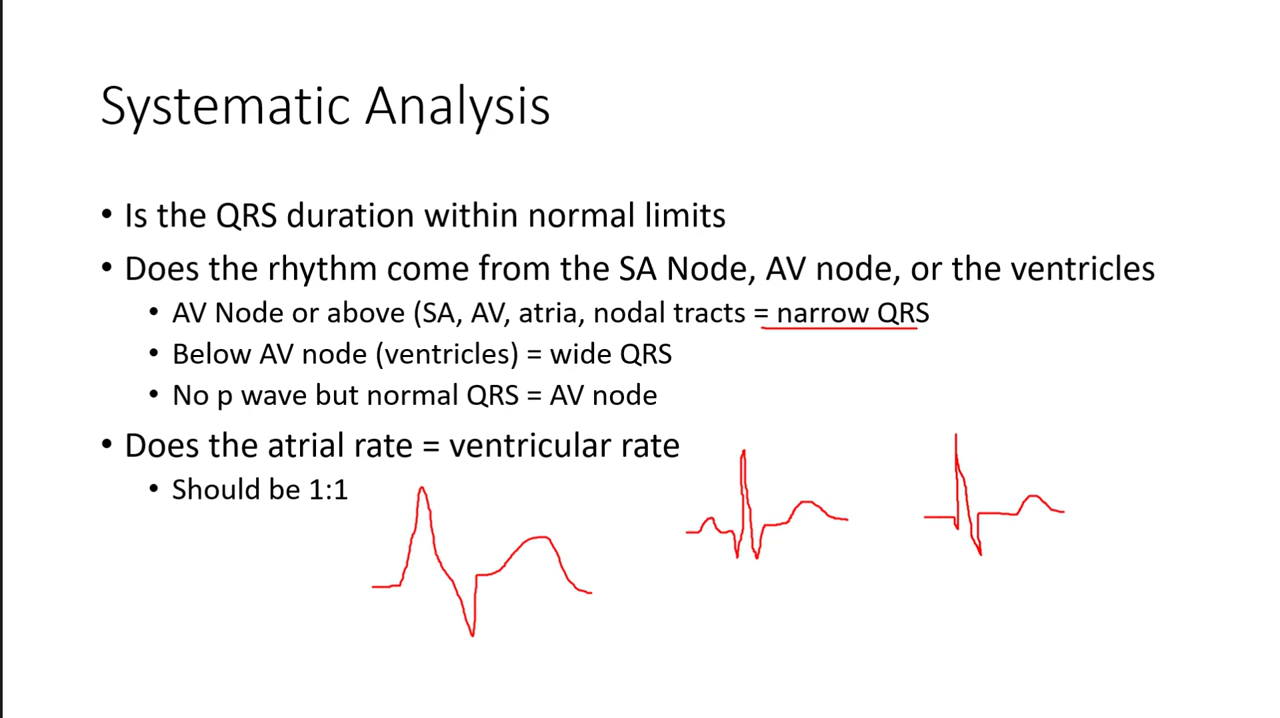 Systematic Analysis
• Is the QRS duration within normal limits
• Does the rhythm come from the SA Node, AV node, or the ventricles
• AV Node or above (SA, AV, atria, nodal tracts = narrow QRS
• Below AV node (ventricles) = wide QRS
• No p wave but normal QRS = AV node
• Does the atrial rate = ventricular rate
• Should be 1:1